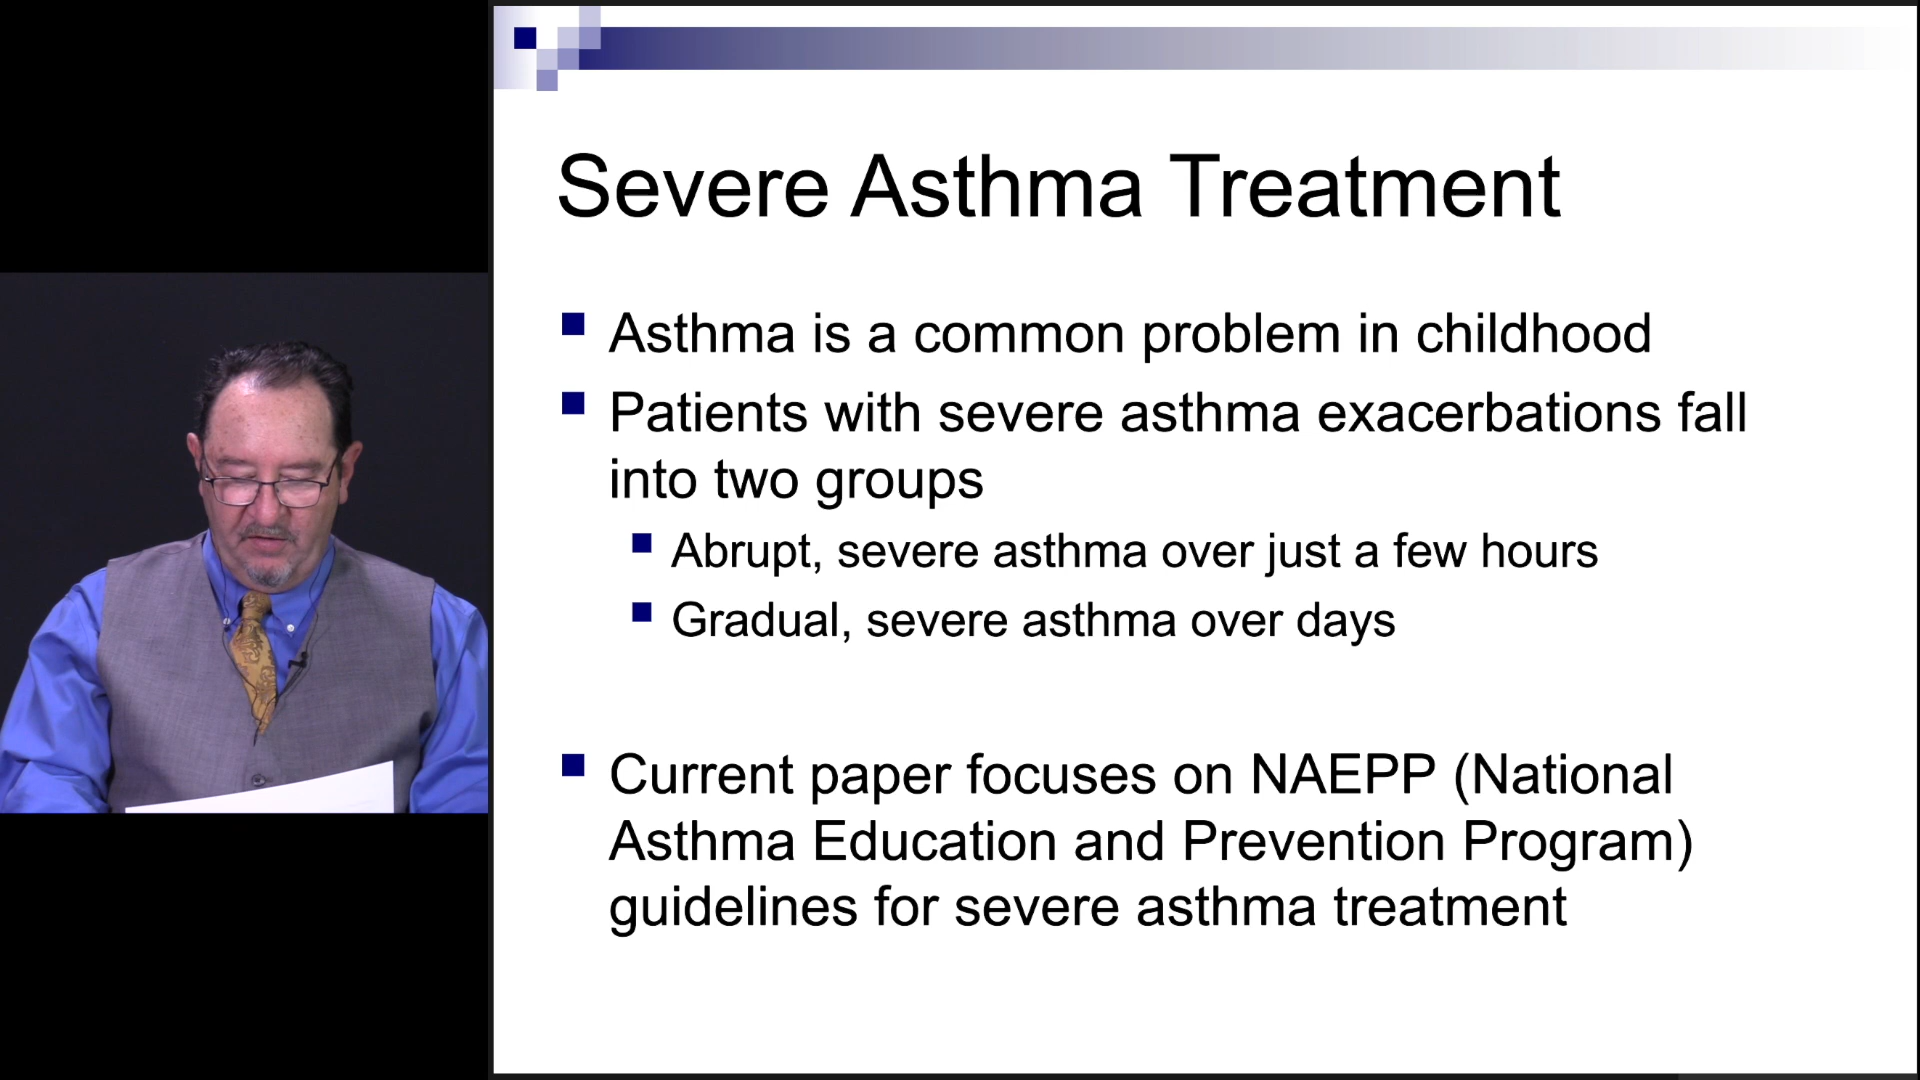 Severe Asthma Treatment
Asthma is a common problem in childhood
Patients with severe asthma exacerbations fall
into two groups
Abrupt, severe asthma over just a few hours
Gradual, severe asthma over days
Current paper focuses on NAEPP (National
Asthma Education and Prevention Program)
guidelines for severe asthma treatment